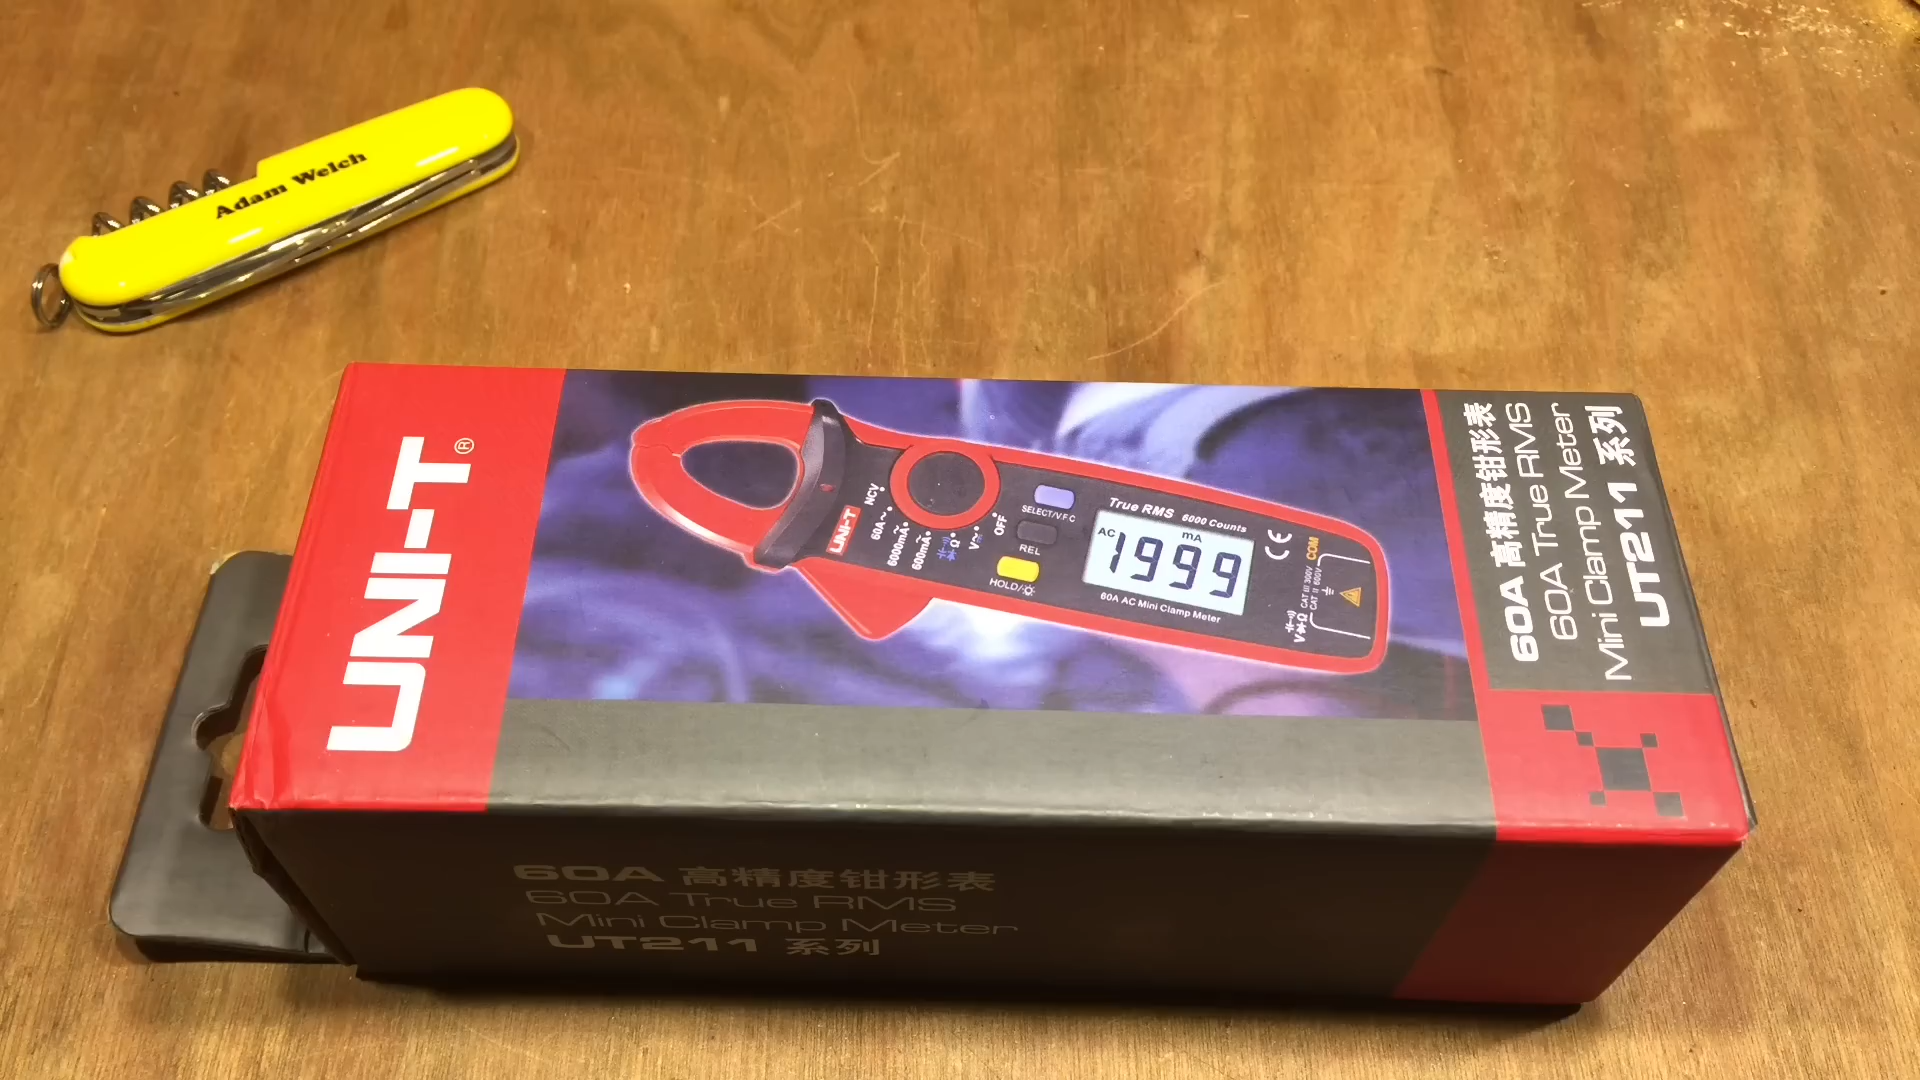 Adam Welch
UNI-T®
UNI-T
NCV
60A~
6000mA~
600mA~
Ω
V
OFF
SELECT/V.F.C
REL
HOLD/
True RMS 6000 Counts
AC mA
1999
60A AC Mini Clamp Meter
CE
COM
CAT III 300V
CAT II 600V
VΩ
60A 高精度钳形表
60A True RMS
Mini Clamp Meter
UT211 系列
60A 高精度钳形表
60A True RMS
Mini Clamp Meter
UT211 系列